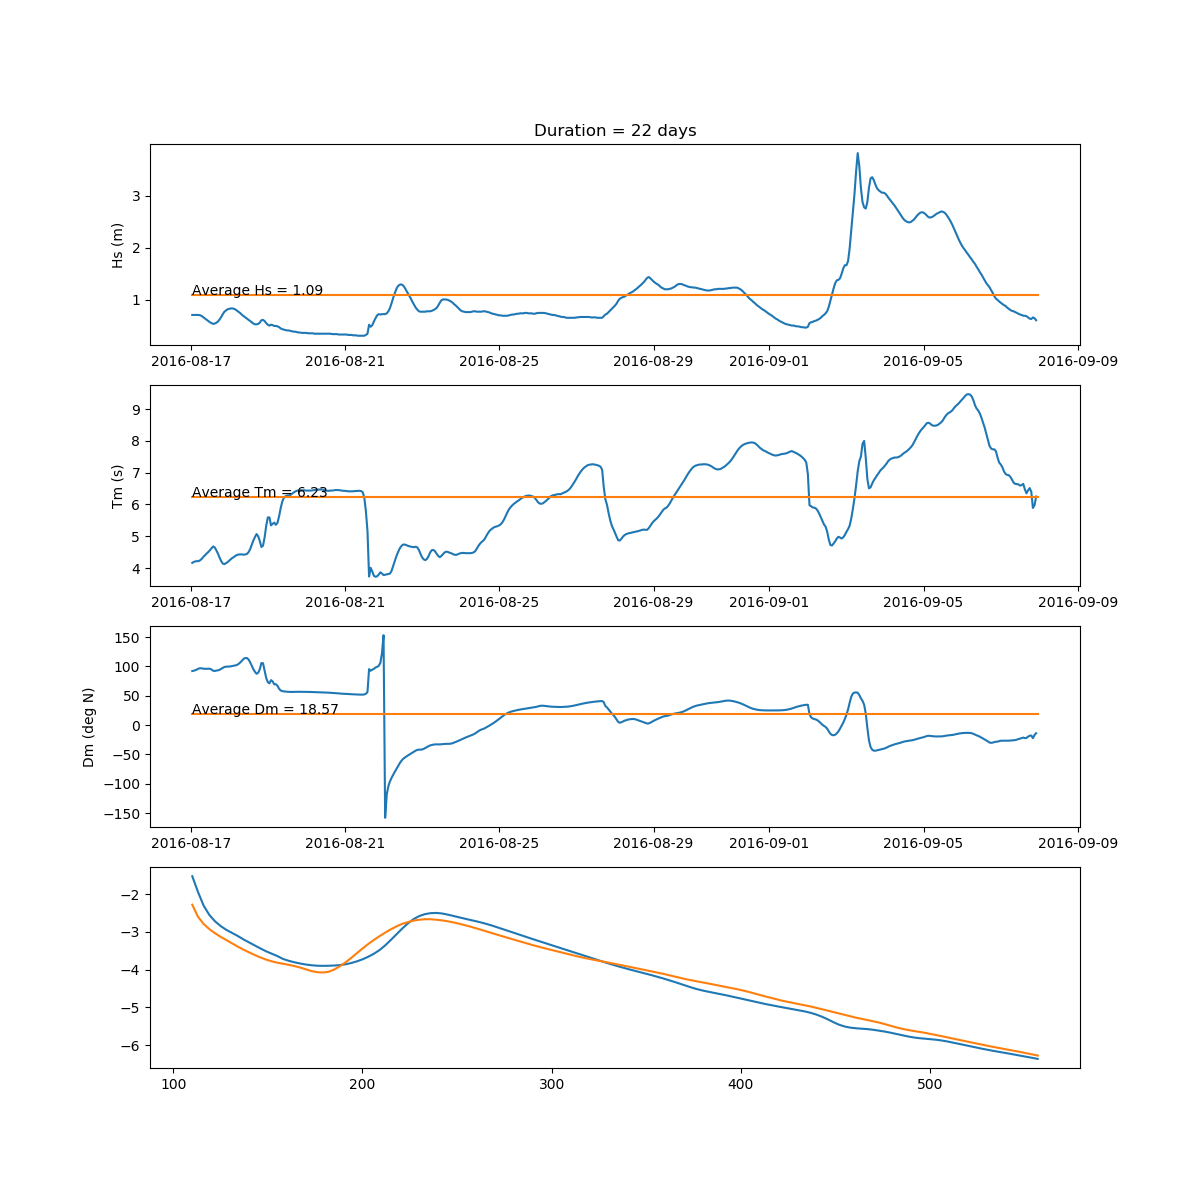 Duration = 22 days
Hs (m)
3
2
1
Average Hs = 1.09
2016-08-17 2016-08-21 2016-08-25 2016-08-29 2016-09-01 2016-09-05 2016-09-09
Tm (s)
9
8
7
6
5
4
Average Tm = 6.23
2016-08-17 2016-08-21 2016-08-25 2016-08-29 2016-09-01 2016-09-05 2016-09-09
Dm (deg N)
150
100
50
0
−50
−100
−150
Average Dm = 18.57
2016-08-17 2016-08-21 2016-08-25 2016-08-29 2016-09-01 2016-09-05 2016-09-09
−2
−3
−4
−5
−6
100 200 300 400 500